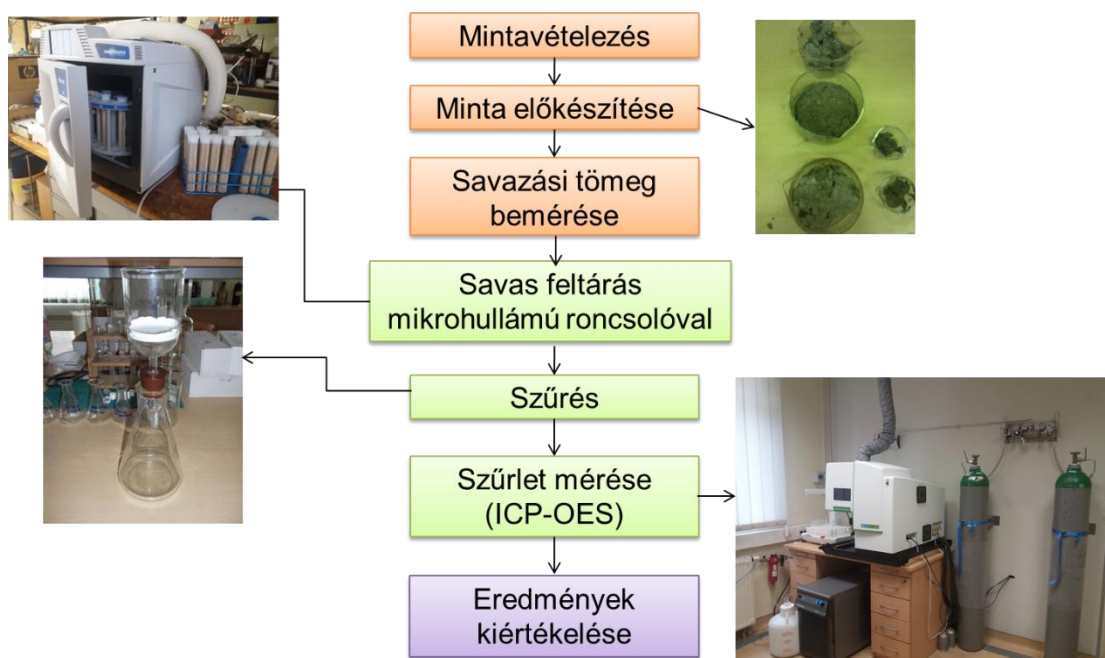 Mintavételezés
Minta előkészítése
Savazási tömeg
bemérése
Savas feltárás
mikrohullámú roncsolóval
Szűrés
Szűrlet mérése
(ICP-OES)
Eredmények
kiértékelése